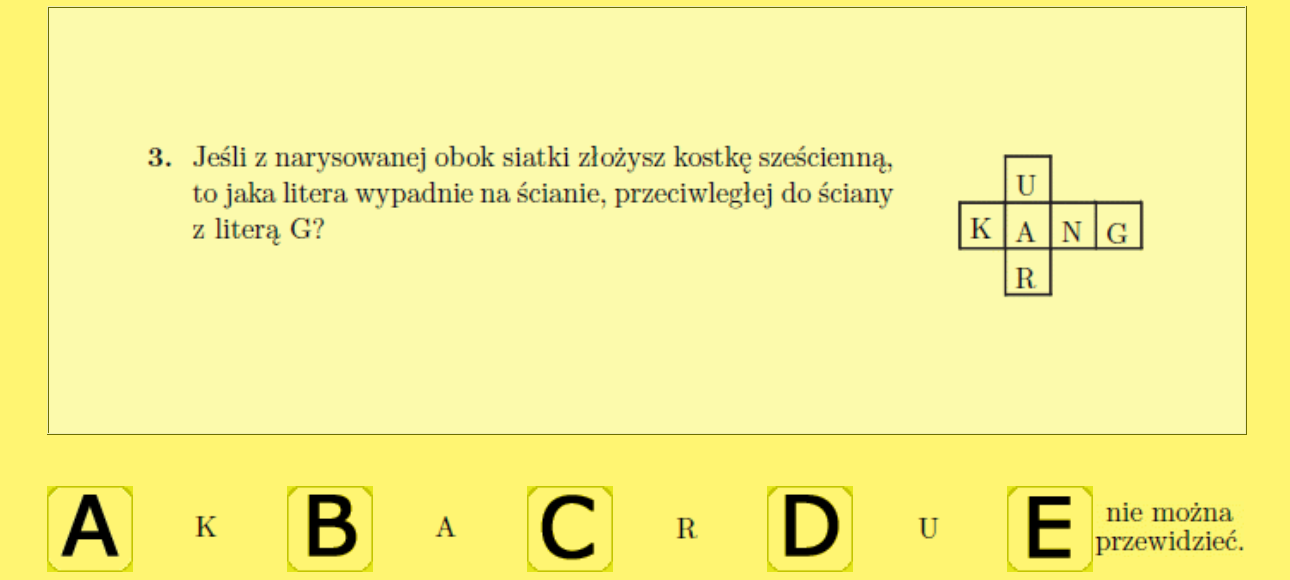 3. Jeśli z narysowanej obok siatki złożysz kostkę sześcienną,
to jaka litera wypadnie na ścianie, przeciwległej do ściany
z literą G?
U
K A N G
R
A K B A C R D U E nie można
przewidzieć.